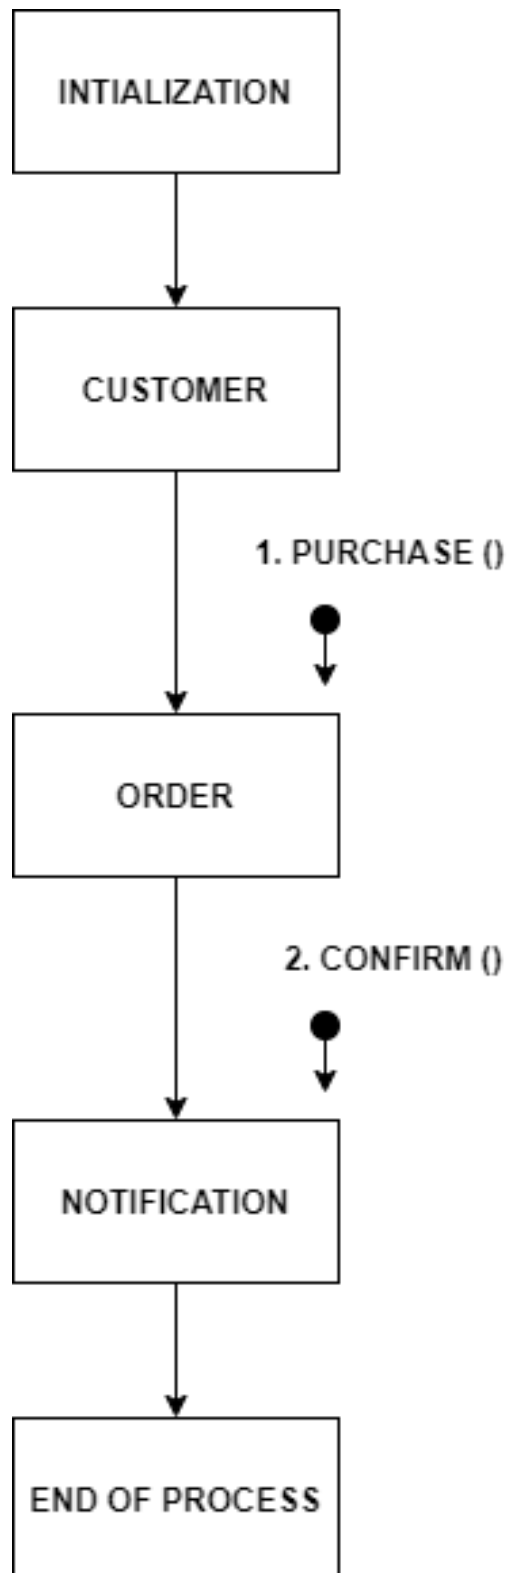 INTIALIZATION
CUSTOMER
1. PURCHASE ()
ORDER
2. CONFIRM ()
NOTIFICATION
END OF PROCESS